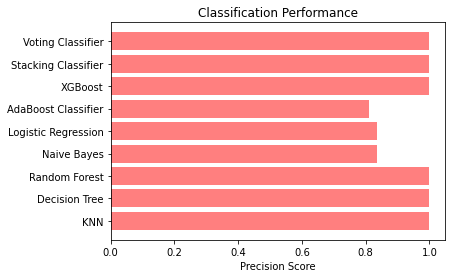 Classification Performance
Voting Classifier
Stacking Classifier
XGBoost
AdaBoost Classifier
Logistic Regression
Naive Bayes
Random Forest
Decision Tree
KNN
0.0 0.2 0.4 0.6 0.8 1.0
Precision Score